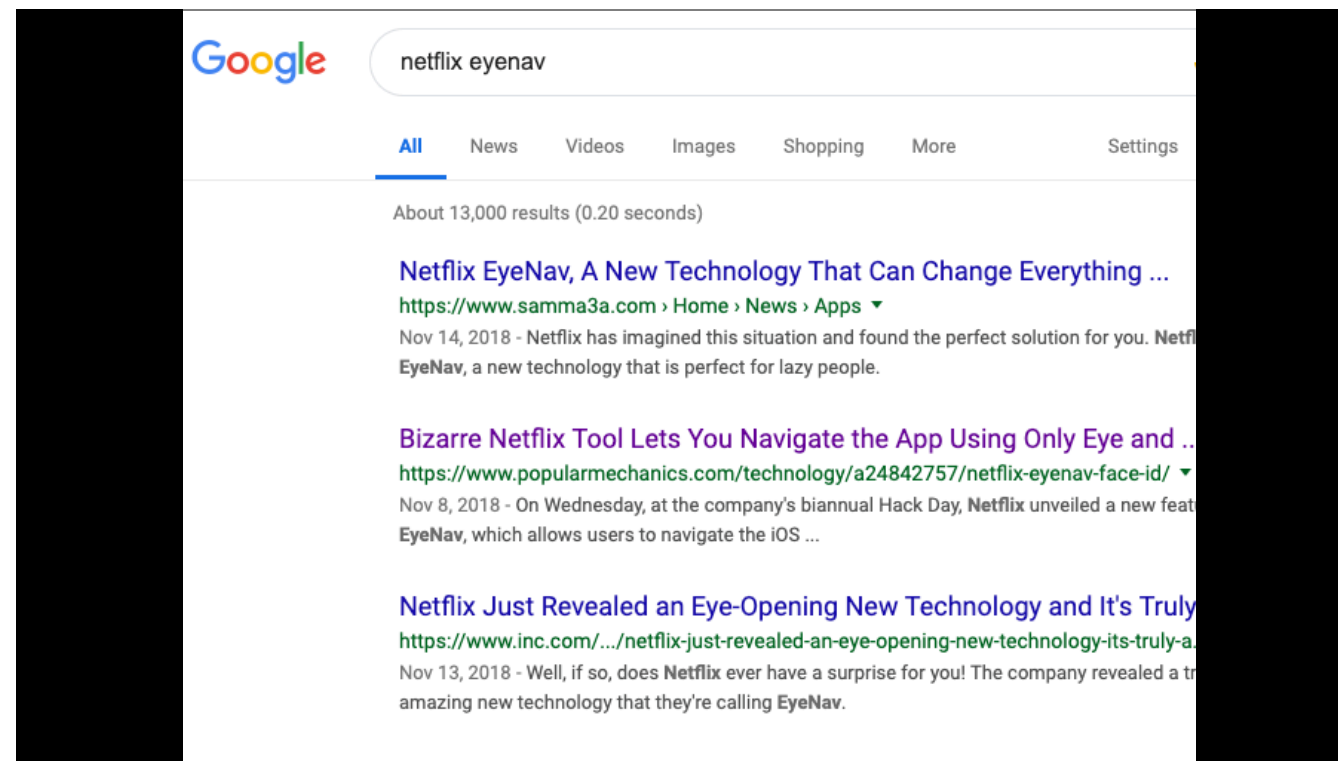 Google
netflix eyenav
All News Videos Images Shopping More Settings
About 13,000 results (0.20 seconds)
Netflix EyeNav, A New Technology That Can Change Everything ...
https://www.samma3a.com › Home › News › Apps
Nov 14, 2018 - Netflix has imagined this situation and found the perfect solution for you. Netfl
EyeNav, a new technology that is perfect for lazy people.
Bizarre Netflix Tool Lets You Navigate the App Using Only Eye and ..
https://www.popularmechanics.com/technology/a24842757/netflix-eyenav-face-id/
Nov 8, 2018 - On Wednesday, at the company's biannual Hack Day, Netflix unveiled a new feat
EyeNav, which allows users to navigate the iOS ...
Netflix Just Revealed an Eye-Opening New Technology and It's Truly
https://www.inc.com/.../netflix-just-revealed-an-eye-opening-new-technology-its-truly-a.
Nov 13, 2018 - Well, if so, does Netflix ever have a surprise for you! The company revealed a tr
amazing new technology that they're calling EyeNav.